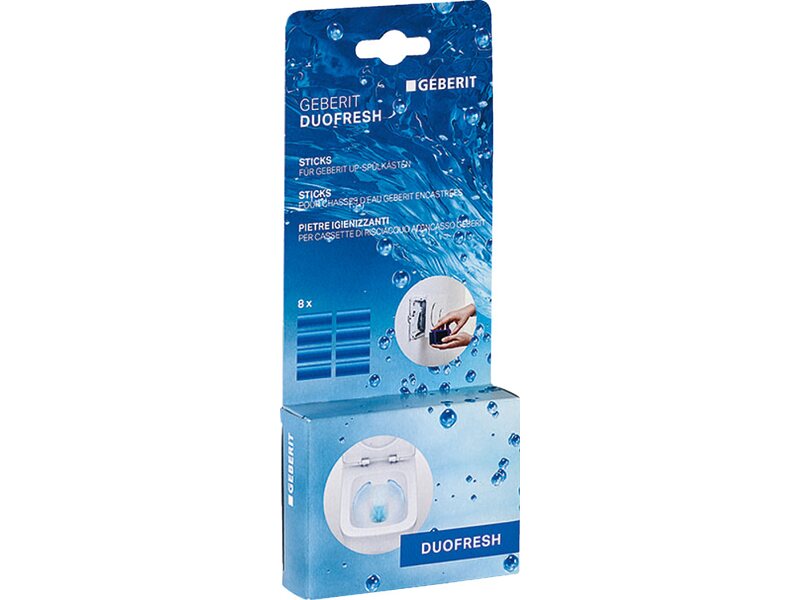 GEBERIT
GEBERIT
DUOFRESH
STICKS
FÜR GEBERIT UP-SPÜLKÄSTEN
STICKS
POUR CHASSES D'EAU GEBERIT ENCASTRÉES
PIETRE IGIENIZZANTI
PER CASSETTE DI RISCIACQUO AD INCASSO GEBERIT
8 x
GEBERIT
DUOFRESH